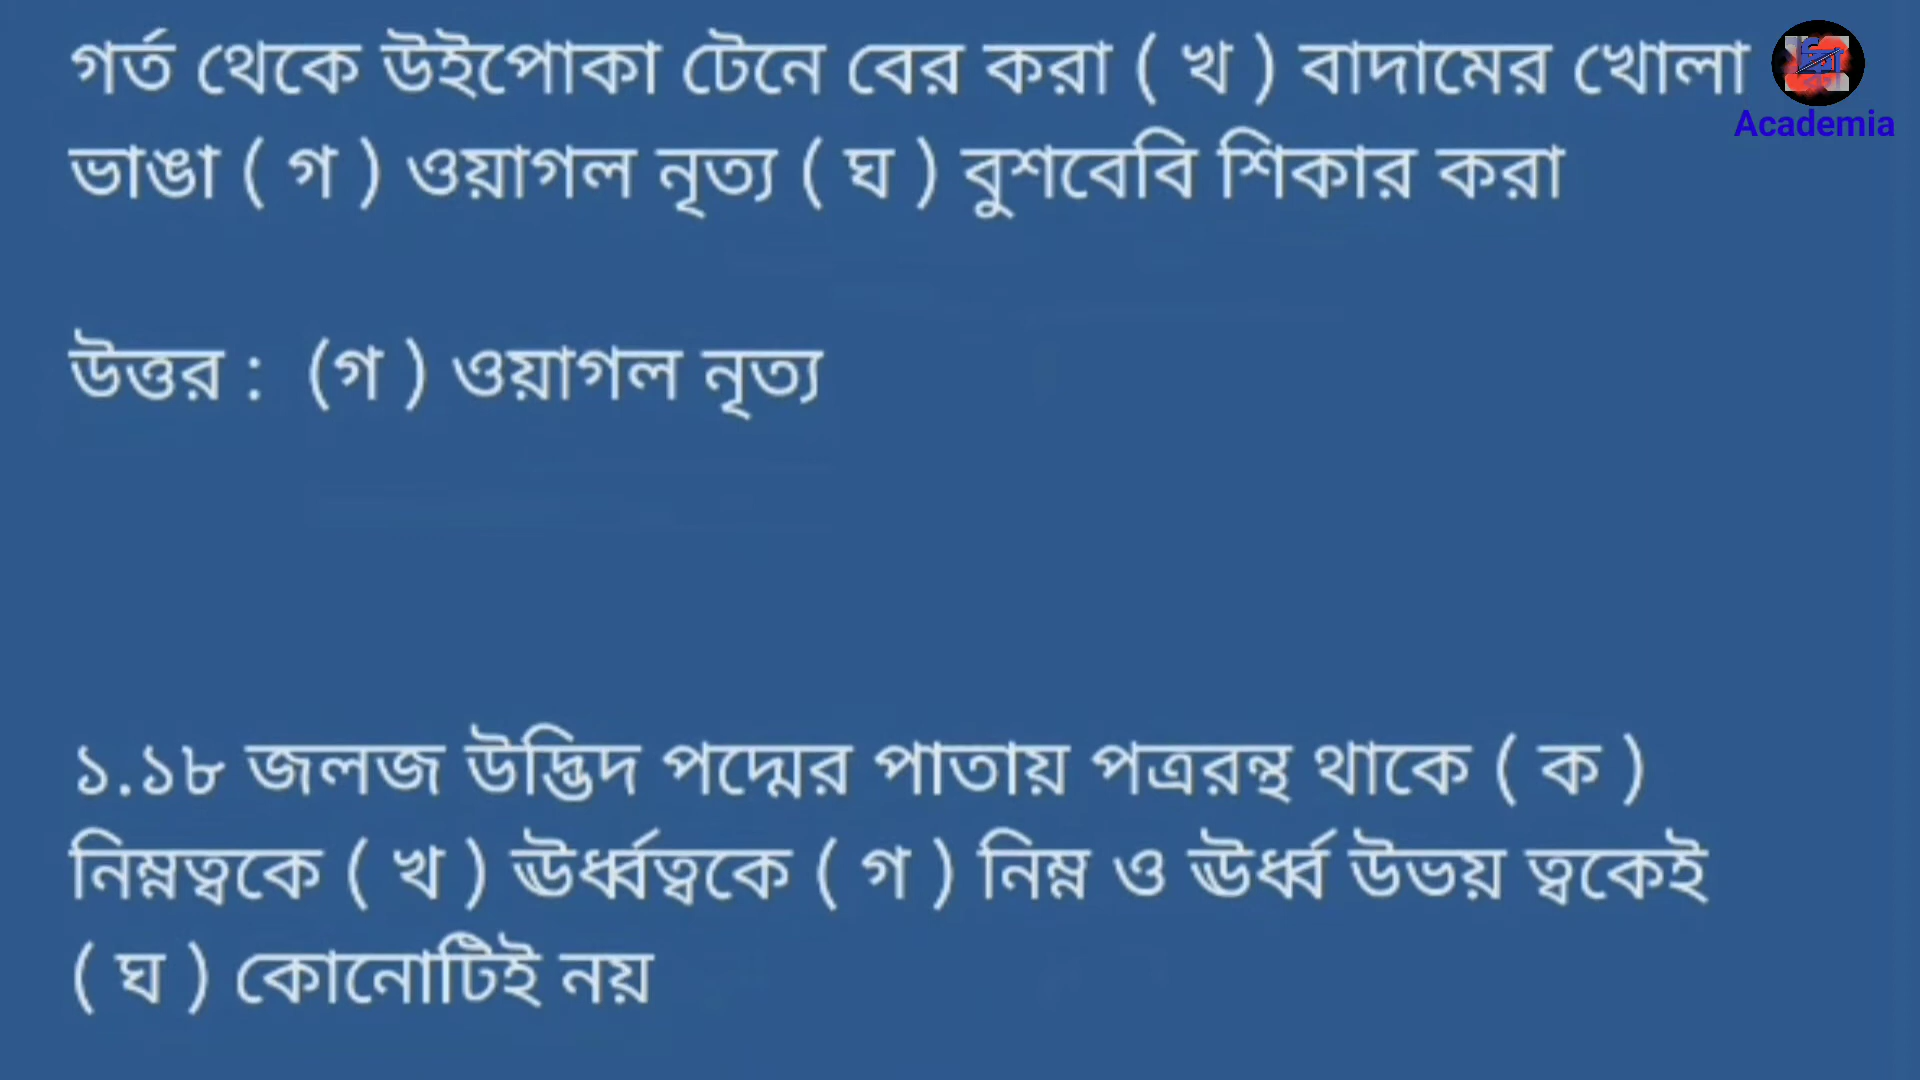 গর্ত থেকে উইপোকা টেনে বের করা ( খ ) বাদামের খোলা
ভাঙা ( গ ) ওয়াগল নৃত্য ( ঘ ) বুশবেবি শিকার করা
Academia
উত্তর : (গ ) ওয়াগল নৃত্য
১.১৮ জলজ উদ্ভিদ পদ্মের পাতায় পত্ররন্ধ্র থাকে ( ক )
নিম্নত্বকে ( খ ) ঊর্ধ্বত্বকে ( গ ) নিম্ন ও ঊর্ধ্ব উভয় ত্বকেই
( ঘ ) কোনোটিই নয়